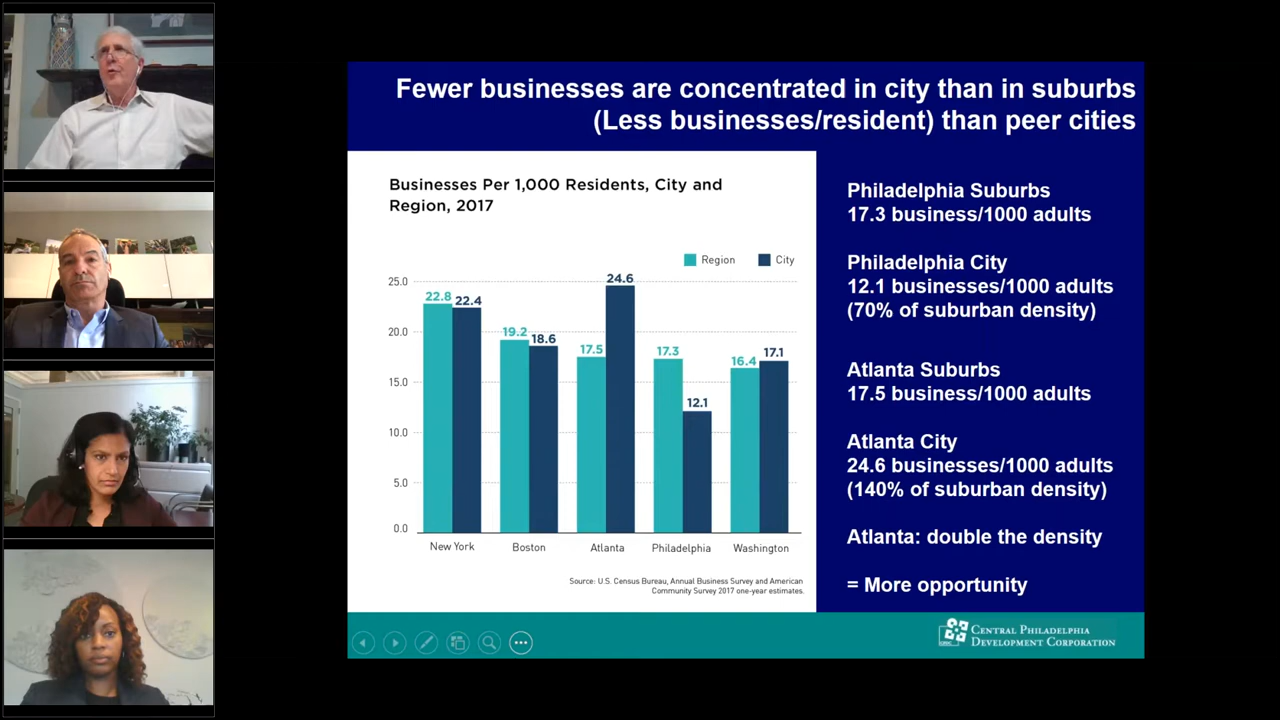 Fewer businesses are concentrated in city than in suburbs
(Less businesses/resident) than peer cities
Businesses Per 1,000 Residents, City and
Region, 2017
Region
City
25.0
20.0
15.0
10.0
5.0
0.0
22.8
22.4
19.2
18.6
17.5
24.6
17.3
12.1
16.4
17.1
New York
Boston
Atlanta
Philadelphia
Washington
Source: U.S. Census Bureau, Annual Business Survey and American
Community Survey 2017 one-year estimates.
Philadelphia Suburbs
17.3 business/1000 adults
Philadelphia City
12.1 businesses/1000 adults
(70% of suburban density)
Atlanta Suburbs
17.5 business/1000 adults
Atlanta City
24.6 businesses/1000 adults
(140% of suburban density)
Atlanta: double the density
= More opportunity
CENTRAL PHILADELPHIA
DEVELOPMENT CORPORATION